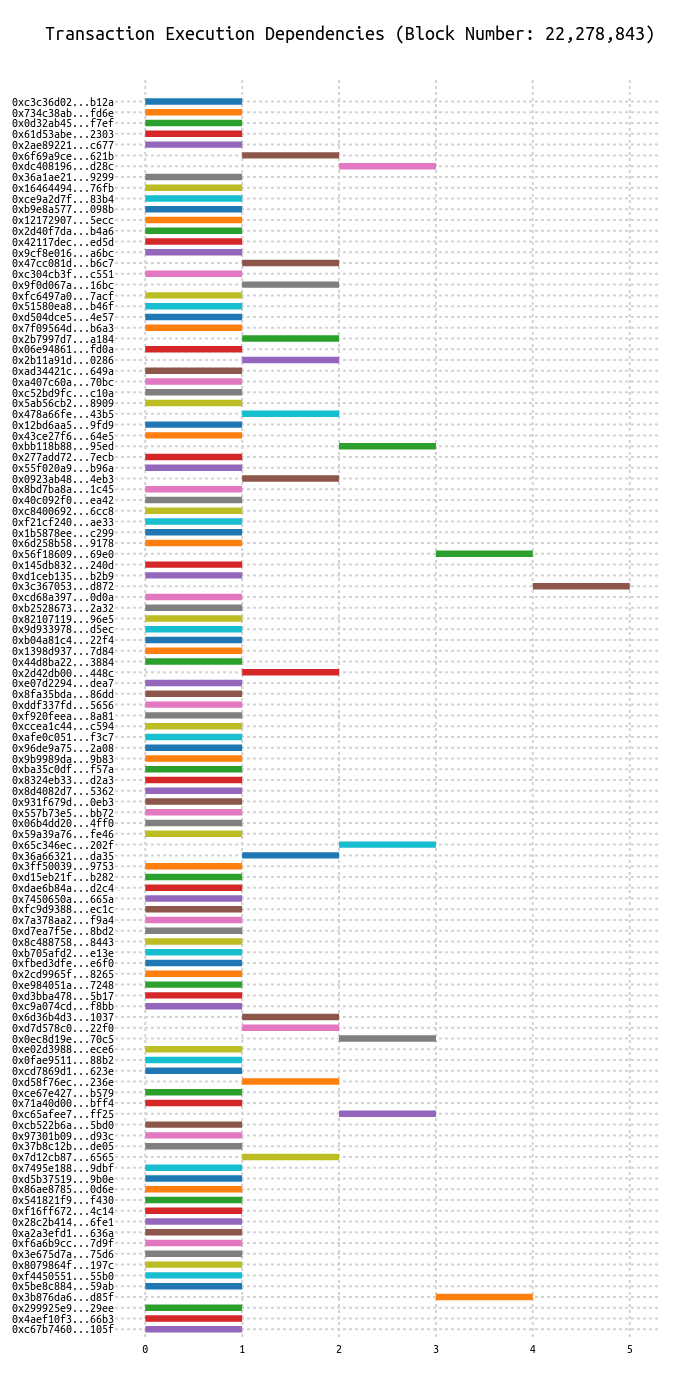 Transaction Execution Dependencies (Block Number: 22,278,843)
0xc3c36d02...b12a
0x734c38ab...fd6e
0x0d32ab45...f7ef
0x61d53abe...2303
0x2ae89221...c677
0x6f69a9ce...621b
0xdc408196...d28c
0x36a1ae21...9299
0x16464494...76fb
0xce9a2d7f...83b4
0xb9e8a577...098b
0x12172907...5ecc
0x2d40f7da...b4a6
0x42117dec...ed5d
0x9cf8e016...a6bc
0x47cc081d...b6c7
0xc304cb3f...c551
0x9f0d067a...16bc
0xfc6497a0...7acf
0x51580ea8...b46f
0xd504dce5...4e57
0x7f09564d...b6a3
0x2b7997d7...a184
0x06e94861...fd0a
0x2b11a91d...0286
0xad34421c...649a
0xa407c60a...70bc
0xc52bd9fc...c10a
0x5ab56cb2...8909
0x478a66fe...43b5
0x12bd6aa5...9fd9
0x43ce27f6...64e5
0xbb118b88...95ed
0x277add72...7ecb
0x55f020a9...b96a
0x0923ab48...4eb3
0x8bd7ba8a...1c45
0x40c092f0...ea42
0xc8400692...6cc8
0xf21cf240...ae33
0x1b5878ee...c299
0x6d258b58...9178
0x56f18609...69e0
0x145db832...240d
0xd1ceb135...b2b9
0x3c367053...d872
0xcd68a397...0d0a
0xb2528673...2a32
0x82107119...96e5
0x9d933978...d5ec
0xb04a81c4...22f4
0x1398d937...7d84
0x44d8ba22...3884
0x2d42db00...448c
0xe07d2294...dea7
0x8fa35bda...86dd
0xddf337fd...5656
0xf920feea...8a81
0xccea1c44...c594
0xafe0c051...f3c7
0x96de9a75...2a08
0x9b9989da...9b83
0xba35c0df...f57a
0x8324eb33...d2a3
0x8d4082d7...5362
0x931f679d...0eb3
0x557b73e5...bb72
0x06b4dd20...4ff0
0x59a39a76...fe46
0x65c346ec...202f
0x36a66321...da35
0x3ff50039...9753
0xd15eb21f...b282
0xdae6b84a...d2c4
0x7450650a...665a
0xfc9d9388...ec1c
0x7a378aa2...f9a4
0xd7ea7f5e...8bd2
0x8c488758...8443
0xb705afd2...e13e
0xfbed3dfe...e6f0
0x2cd9965f...8265
0xe984051a...7248
0xd3bba478...5b17
0xc9a074cd...f8bb
0x6d36b4d3...1037
0xd7d578c0...22f0
0x0ec8d19e...70c5
0xe02d3988...ece6
0x0fae9511...88b2
0xcd7869d1...623e
0xd58f76ec...236e
0xce67e427...b579
0x71a40d00...bff4
0xc65afee7...ff25
0xcb522b6a...5bd0
0x97301b09...d93c
0x37b8c12b...de05
0x7d12cb87...6565
0x7495e188...9dbf
0xd5b37519...9b0e
0x86ae8785...0d6e
0x541821f9...f430
0xf16ff672...4c14
0x28c2b414...6fe1
0xa2a3efd1...636a
0xf6a6b9cc...7d9f
0x3e675d7a...75d6
0x8079864f...197c
0xf4450551...55b0
0x5be8c884...59ab
0x3b876da6...d85f
0x299925e9...29ee
0x4aef10f3...66b3
0xc67b7460...105f
0 1 2 3 4 5